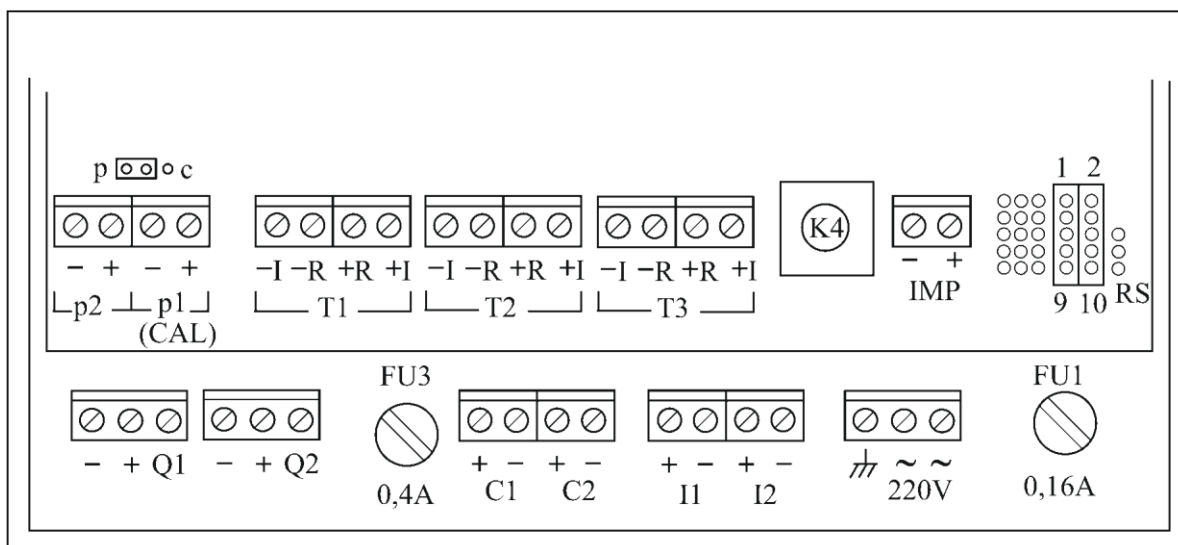 p c
1 2
K4
− + − +
−I −R +R +I −I −R +R +I −I −R +R +I
− +
p2 p1 T1 T2 T3 IMP
9 10 RS
(CAL)
FU3 FU1
− + Q1 − + Q2 + − + − + − + − ~ ~
C1 C2 I1 I2 220V
0,4A 0,16A